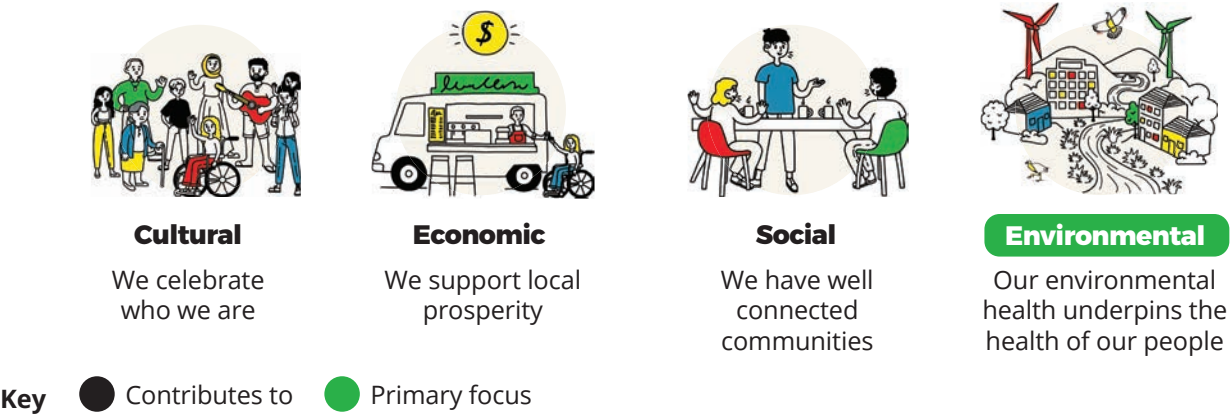 $
Cultural
We celebrate
who we are
Economic
We support local
prosperity
Social
We have well
connected
communities
Environmental
Our environmental
health underpins the
health of our people
Key Contributes to Primary focus